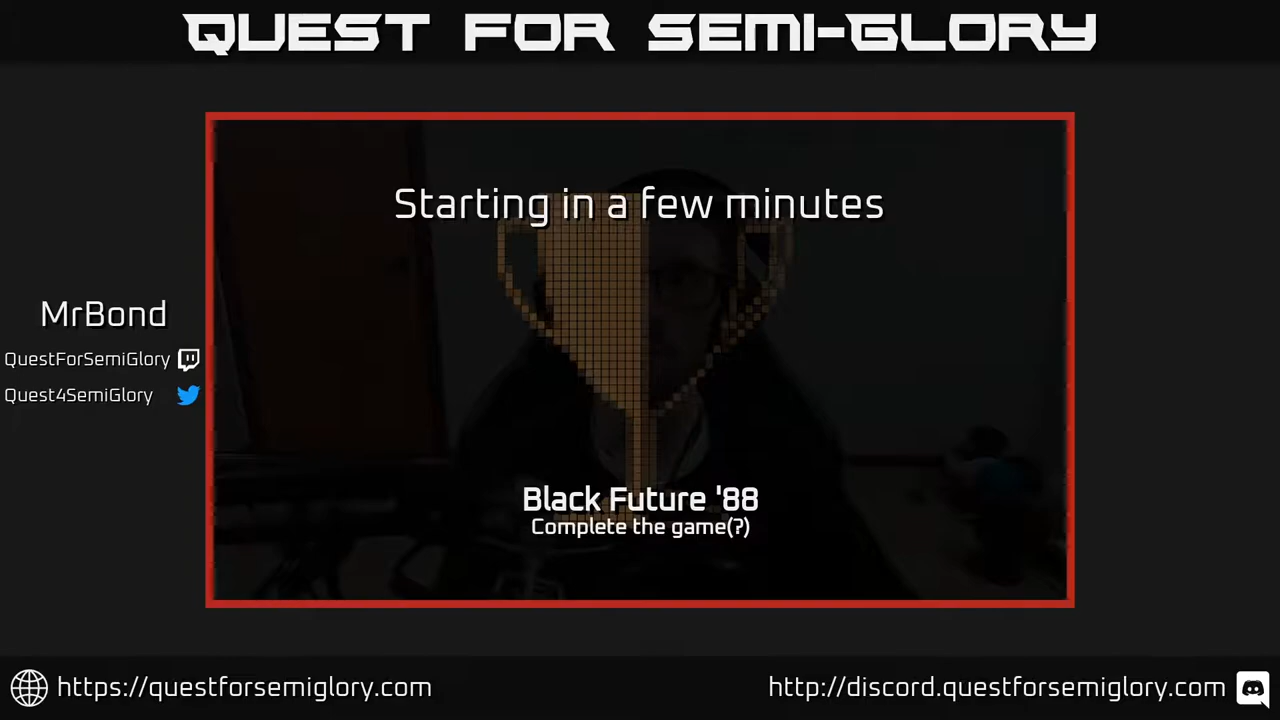 QUEST FOR SEMI-GLORY
Starting in a few minutes
MrBond
QuestForSemiGlory
Quest4SemiGlory
Black Future '88
Complete the game(?)
https://questforsemiglory.com
http://discord.questforsemiglory.com